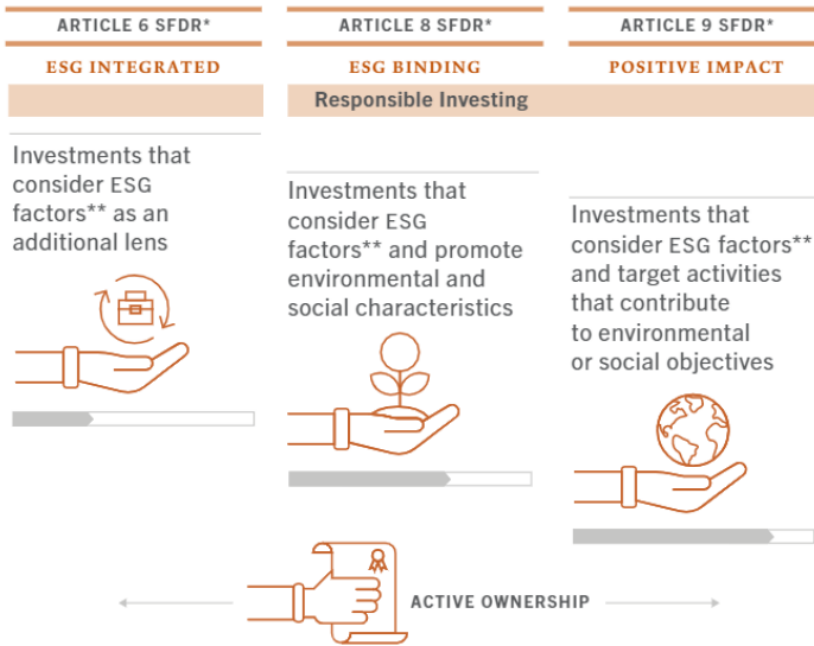 ARTICLE 6 SFDR*
ESG INTEGRATED
Investments that
consider ESG
factors** as an
additional lens
ARTICLE 8 SFDR*
ESG BINDING
Responsible Investing
Investments that
consider ESG
factors** and promote
environmental and
social characteristics
ARTICLE 9 SFDR*
POSITIVE IMPACT
Investments that
consider ESG factors**
and target activities
that contribute
to environmental
or social objectives
ACTIVE OWNERSHIP